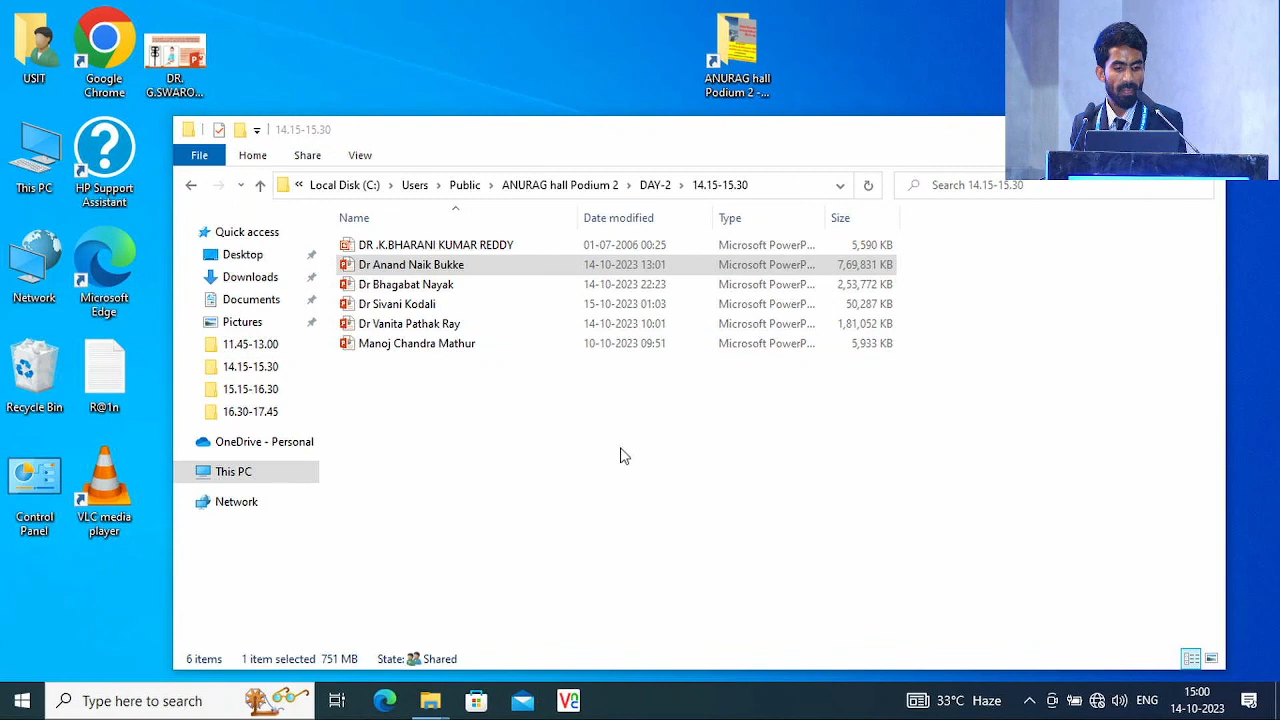 USIT
Google
Chrome
DR.
G.SWARO...
ANURAG hall
Podium 2 -...
This PC
HP Support
Assistant
Network
Microsoft
Edge
Recycle Bin
R@1n
Control
Panel
VLC media
player
14.15-15.30
File
Home
Share
View
« Local Disk (C:) › Users › Public › ANURAG hall Podium 2 › DAY-2 › 14.15-15.30
Search 14.15-15.30
Quick access
Desktop
Downloads
Documents
Pictures
11.45-13.00
14.15-15.30
15.15-16.30
16.30-17.45
OneDrive - Personal
This PC
Network
Name Date modified Type Size
DR .K.BHARANI KUMAR REDDY 01-07-2006 00:25 Microsoft PowerP... 5,590 KB
Dr Anand Naik Bukke 14-10-2023 13:01 Microsoft PowerP... 7,69,831 KB
Dr Bhagabat Nayak 14-10-2023 22:23 Microsoft PowerP... 2,53,772 KB
Dr Sivani Kodali 15-10-2023 01:03 Microsoft PowerP... 50,287 KB
Dr Vanita Pathak Ray 14-10-2023 10:01 Microsoft PowerP... 1,81,052 KB
Manoj Chandra Mathur 10-10-2023 09:51 Microsoft PowerP... 5,933 KB
6 items 1 item selected 751 MB State: Shared
Type here to search
33°C Haze
ENG
15:00
14-10-2023